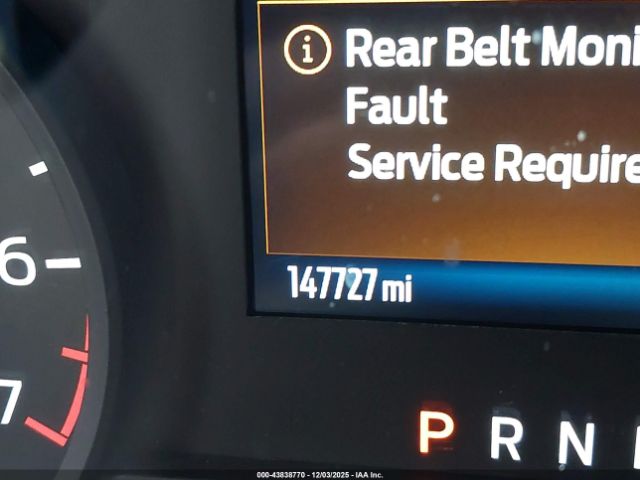 Rear Belt Moni
Fault
Service Require
147727 mi
6
7
P R N
000-43838770 - 12/03/2025 - IAA Inc.